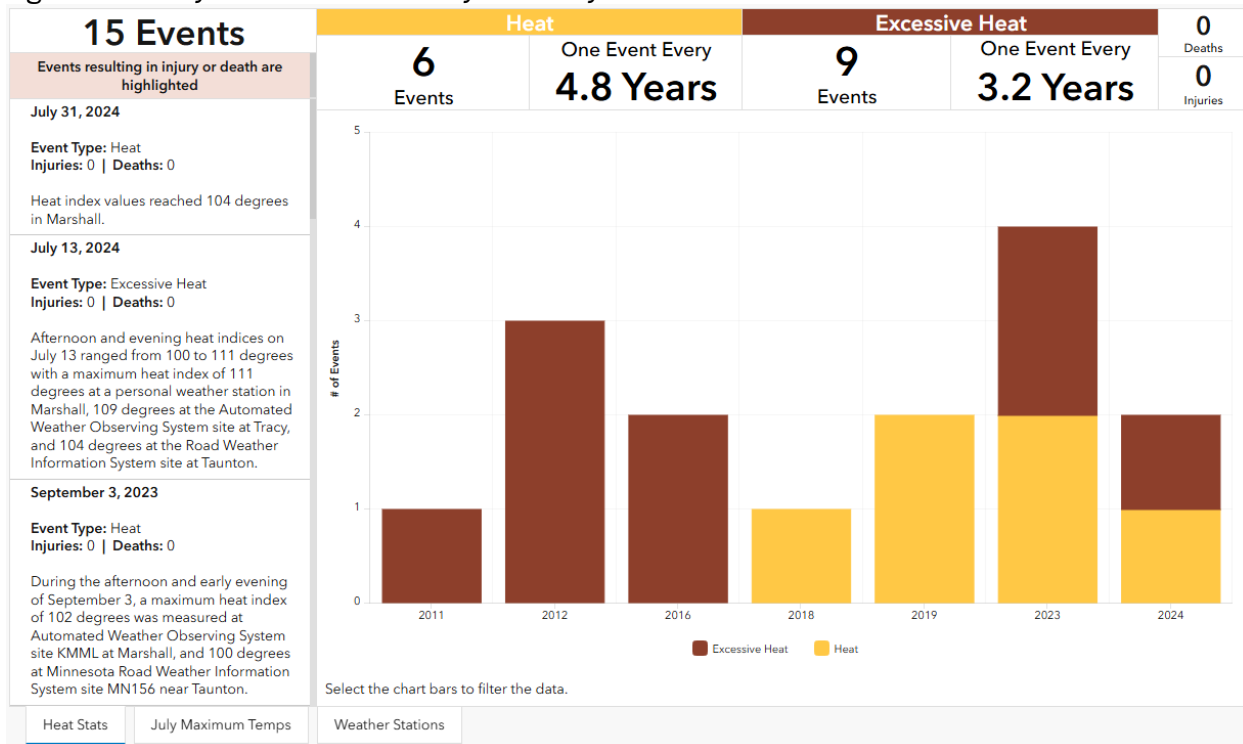 15 Events
Events resulting in injury or death are
highlighted
July 31, 2024
Event Type: Heat
Injuries: 0 | Deaths: 0
Heat index values reached 104 degrees
in Marshall.
July 13, 2024
Event Type: Excessive Heat
Injuries: 0 | Deaths: 0
Afternoon and evening heat indices on
July 13 ranged from 100 to 111 degrees
with a maximum heat index of 111
degrees at a personal weather station in
Marshall, 109 degrees at the Automated
Weather Observing System site at Tracy,
and 104 degrees at the Road Weather
Information System site at Taunton.
September 3, 2023
Event Type: Heat
Injuries: 0 | Deaths: 0
During the afternoon and early evening
of September 3, a maximum heat index
of 102 degrees was measured at
Automated Weather Observing System
site KMML at Marshall, and 100 degrees
at Minnesota Road Weather Information
System site MN156 near Taunton.
Heat
6
Events
One Event Every
4.8 Years
Excessive Heat
9
Events
One Event Every
3.2 Years
0
Deaths
0
Injuries
# of Events
5
4
3
2
1
0
2011 2012 2016 2018 2019 2023 2024
Excessive Heat Heat
Select the chart bars to filter the data.
Heat Stats July Maximum Temps Weather Stations